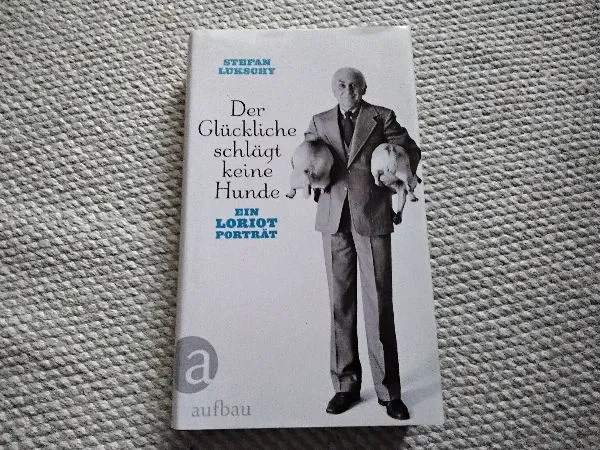 STEFAN
LUKSCHY
Der
Glückliche
schlägt
keine
Hunde
EIN
LORIOT
PORTRÄT
a
aufbau